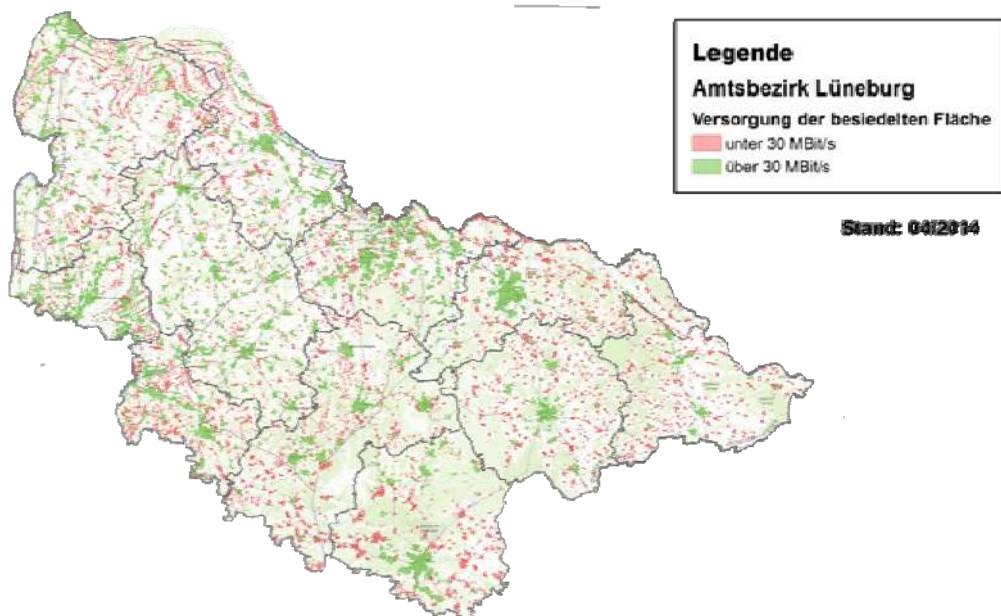 Legende
Amtsbezirk Lüneburg
Versorgung der besiedelten Fläche
unter 30 MBit/s
über 30 MBit/s
Stand: 04/2014